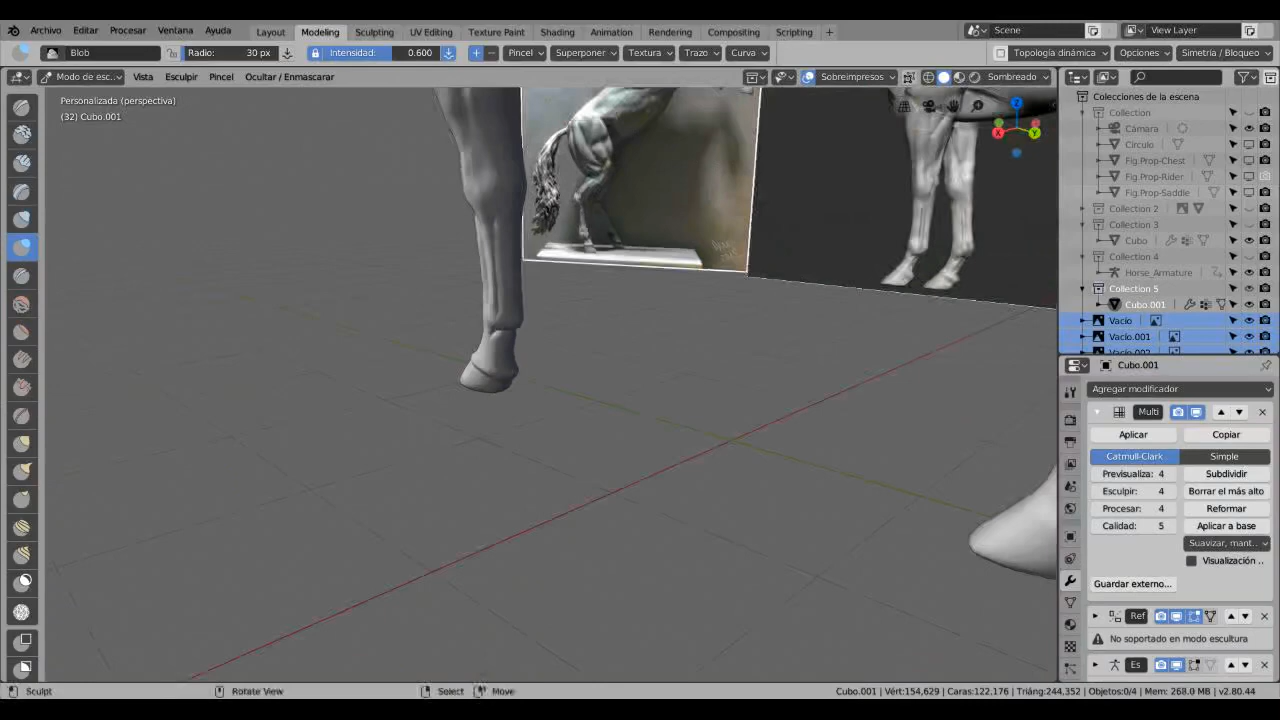 Archivo Editar Procesar Ventana Ayuda Layout Modeling Sculpting UV Editing Texture Paint Shading Animation Rendering Compositing Scripting + Scene View Layer
Blob Radio: 30 px Intensidad: 0.600 Pincel Superponer Textura Trazo Curva Topología dinámica Opciones Simetría / Bloqueo
Modo de esc.. Vista Esculpir Pincel Ocultar / Enmascarar Sobreimpresos Sombreado
Personalizada (perspectiva)
(32) Cubo.001
X Y Z
Colecciones de la escena
Collection
Cámara
Circulo
Fig.Prop-Chest
Fig.Prop-Rider
Fig.Prop-Saddle
Collection 2
Collection 3
Cubo
Collection 4
Horse_Armature
Collection 5
Cubo.001
Vacío
Vacío.001
Vacío.002
Cubo.001
Agregar modificador
Multi
Aplicar Copiar
Catmull-Clark Simple
Previsualiza: 4 Subdividir
Esculpir: 4 Borrar el más alto
Procesar: 4 Reformar
Calidad: 5 Aplicar a base
Suavizar, mant..
Visualización ..
Guardar externo...
Ref
No soportado en modo escultura
Es
Sculpt Rotate View Select Move Cubo.001 | Vért:154,629 | Caras:122,176 | Triáng:244,352 | Objetos:0/4 | Mem: 268.0 MB | v2.80.44